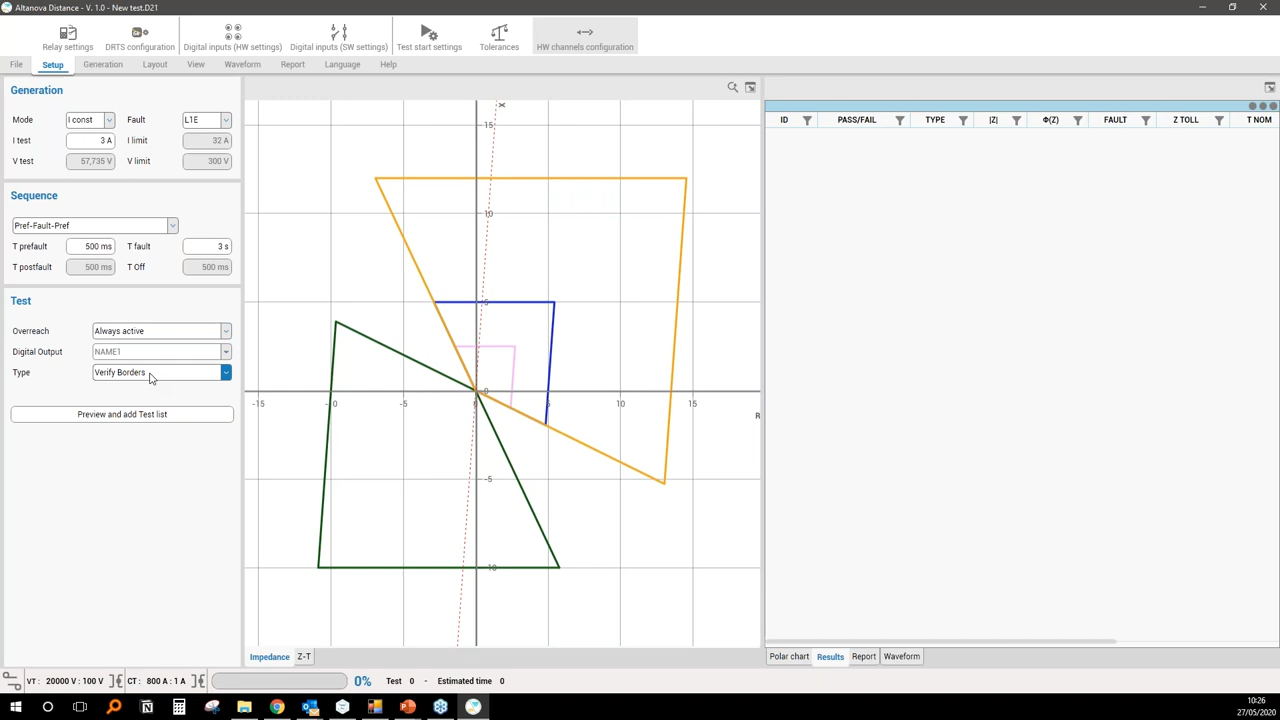 Altanova Distance - V. 1.0 - New test.D21
Relay settings
DRTS configuration
Digital inputs (HW settings)
Digital inputs (SW settings)
Test start settings
Tolerances
HW channels configuration
File
Setup
Generation
Layout
View
Waveform
Report
Language
Help
Generation
Mode
I const
Fault
L1E
I test
3 A
I limit
32 A
V test
57,735 V
V limit
300 V
Sequence
Pref-Fault-Pref
T prefault
500 ms
T fault
3 s
T postfault
500 ms
T Off
500 ms
Test
Overreach
Always active
Digital Output
NAME1
Type
Verify Borders
Preview and add Test list
X
15
10
5
0
-15
-5
10
15
R
-5
-10
Impedance
Z-T
ID
PASS/FAIL
TYPE
|Z|
Φ(Z)
FAULT
Z TOLL
T NOM
Polar chart
Results
Report
Waveform
VT : 20000 V : 100 V
CT : 800 A : 1 A
0%
Test 0 - Estimated time 0
10:26
27/05/2020